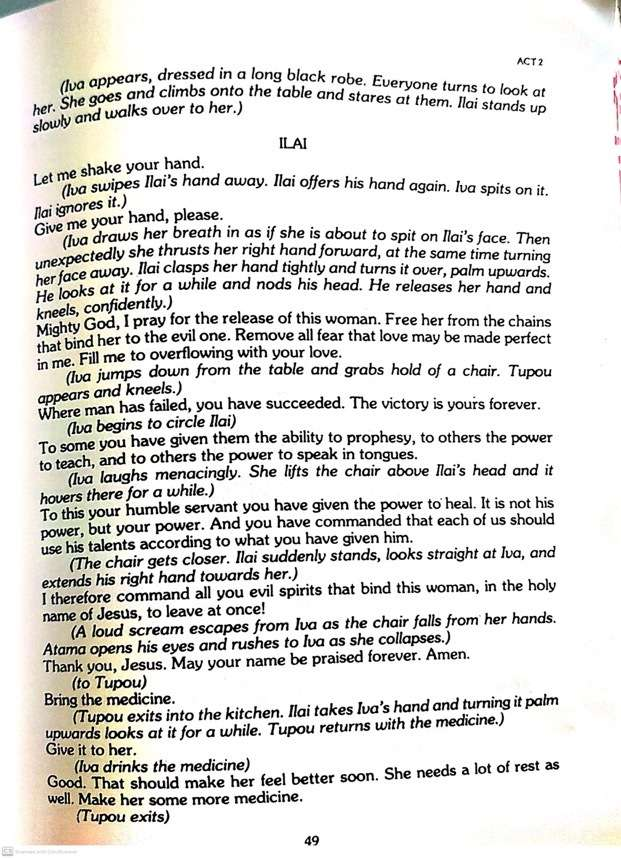 ACT 2
(Iva appears, dressed in a long black robe. Everyone turns to look at
her. She goes and climbs onto the table and stares at them. Ilai stands up
slowly and walks over to her.)
ILAI
Let me shake your hand.
(Iva swipes Ilai's hand away. Ilai offers his hand again. Iva spits on it.
Ilai ignores it.)
Give me your hand, please.
(Iva draws her breath in as if she is about to spit on Ilai's face. Then
unexpectedly she thrusts her right hand forward, at the same time turning
her face away. Ilai clasps her hand tightly and turns it over, palm upwards.
He looks at it for a while and nods his head. He releases her hand and
kneels, confidently.)
Mighty God, I pray for the release of this woman. Free her from the chains
that bind her to the evil one. Remove all fear that love may be made perfect
in me. Fill me to overflowing with your love.
(Iva jumps down from the table and grabs hold of a chair. Tupou
appears and kneels.)
Where man has failed, you have succeeded. The victory is yours forever.
(Iva begins to circle Ilai)
To some you have given them the ability to prophesy, to others the power
to teach, and to others the power to speak in tongues.
(Iva laughs menacingly. She lifts the chair above Ilai's head and it
hovers there for a while.)
To this your humble servant you have given the power to heal. It is not his
power, but your power. And you have commanded that each of us should
use his talents according to what you have given him.
(The chair gets closer. Ilai suddenly stands, looks straight at Iva, and
extends his right hand towards her.)
I therefore command all you evil spirits that bind this woman, in the holy
name of Jesus, to leave at once!
(A loud scream escapes from Iva as the chair falls from her hands.
Atama opens his eyes and rushes to Iva as she collapses.)
Thank you, Jesus. May your name be praised forever. Amen.
(to Tupou)
Bring the medicine.
(Tupou exits into the kitchen. Ilai takes Iva's hand and turning it palm
upwards looks at it for a while. Tupou returns with the medicine.)
Give it to her.
(Iva drinks the medicine)
Good. That should make her feel better soon. She needs a lot of rest as
well. Make her some more medicine.
(Tupou exits)
49
CS Scanned with CamScanner